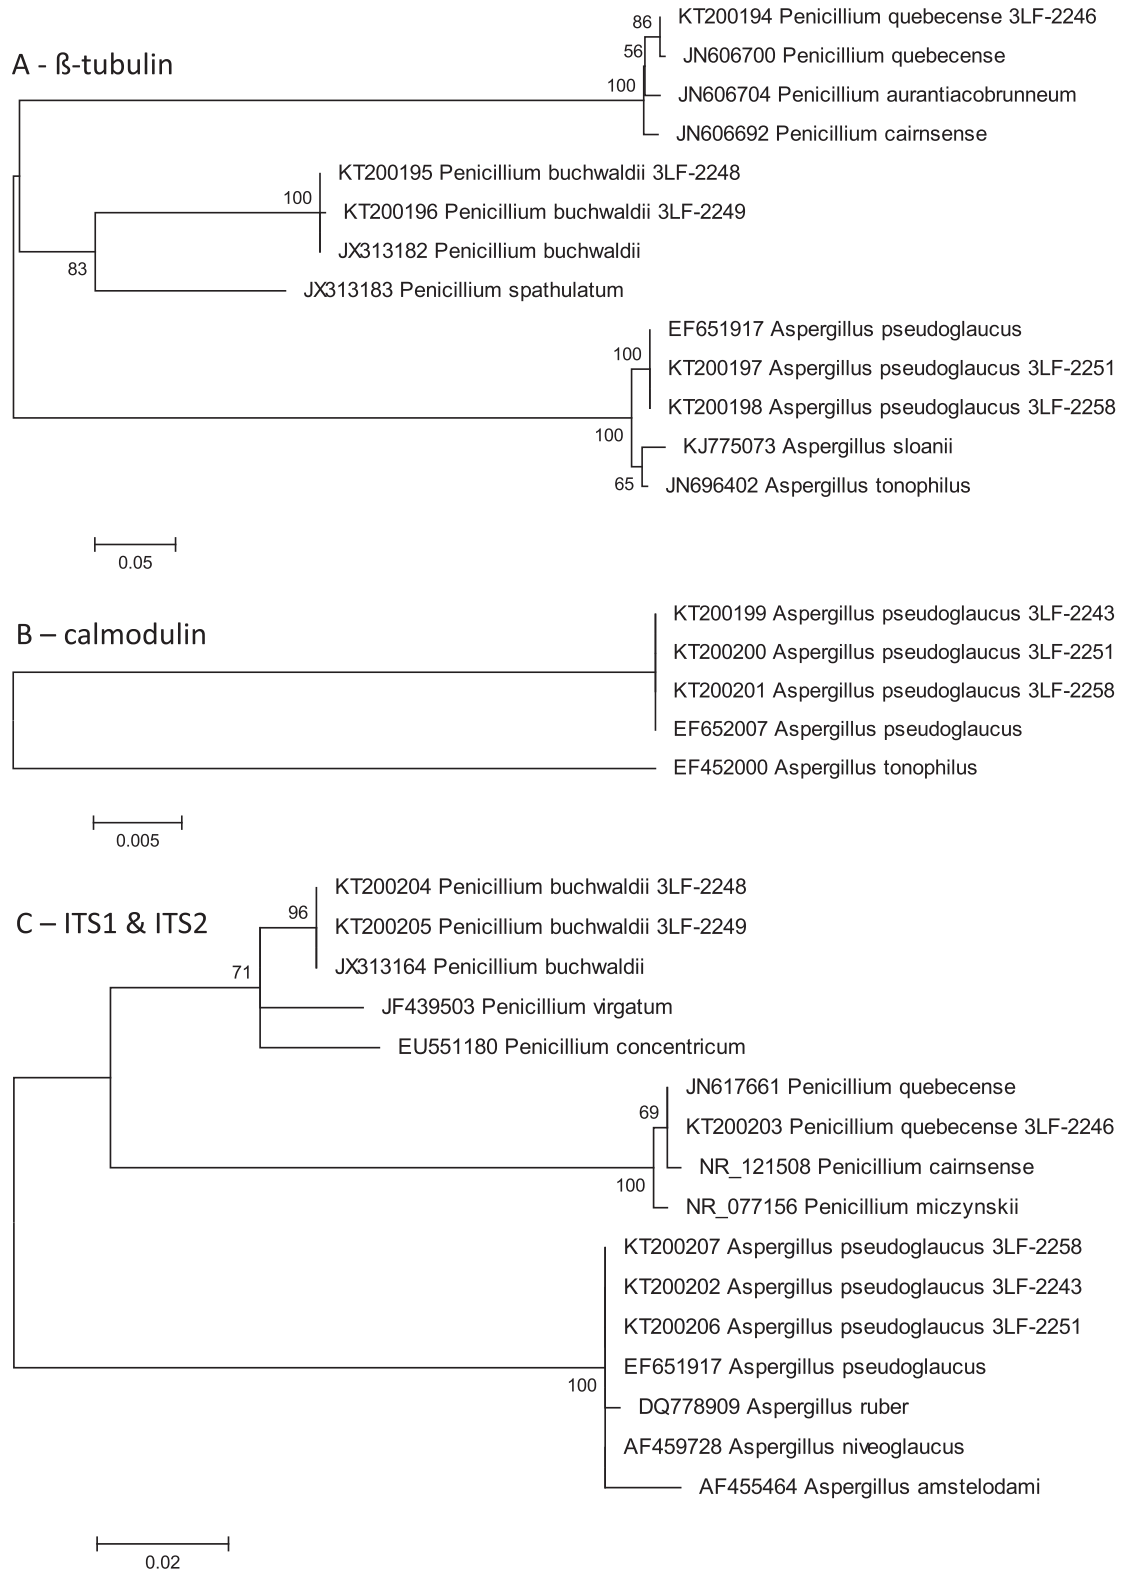 86
KT200194 Penicillium quebecense 3LF-2246
56
JN606700 Penicillium quebecense
A - ß-tubulin
100
JN606704 Penicillium aurantiacobrunneum
JN606692 Penicillium cairnsense
KT200195 Penicillium buchwaldii 3LF-2248
100
KT200196 Penicillium buchwaldii 3LF-2249
JX313182 Penicillium buchwaldii
83
JX313183 Penicillium spathulatum
EF651917 Aspergillus pseudoglaucus
100
KT200197 Aspergillus pseudoglaucus 3LF-2251
KT200198 Aspergillus pseudoglaucus 3LF-2258
100
KJ775073 Aspergillus sloanii
65
JN696402 Aspergillus tonophilus
0.05
B – calmodulin
KT200199 Aspergillus pseudoglaucus 3LF-2243
KT200200 Aspergillus pseudoglaucus 3LF-2251
KT200201 Aspergillus pseudoglaucus 3LF-2258
EF652007 Aspergillus pseudoglaucus
EF452000 Aspergillus tonophilus
0.005
KT200204 Penicillium buchwaldii 3LF-2248
C – ITS1 & ITS2
96
KT200205 Penicillium buchwaldii 3LF-2249
JX313164 Penicillium buchwaldii
71
JF439503 Penicillium virgatum
EU551180 Penicillium concentricum
JN617661 Penicillium quebecense
69
KT200203 Penicillium quebecense 3LF-2246
NR_121508 Penicillium cairnsense
100
NR_077156 Penicillium miczynskii
KT200207 Aspergillus pseudoglaucus 3LF-2258
KT200202 Aspergillus pseudoglaucus 3LF-2243
KT200206 Aspergillus pseudoglaucus 3LF-2251
EF651917 Aspergillus pseudoglaucus
100
DQ778909 Aspergillus ruber
AF459728 Aspergillus niveoglaucus
AF455464 Aspergillus amstelodami
0.02